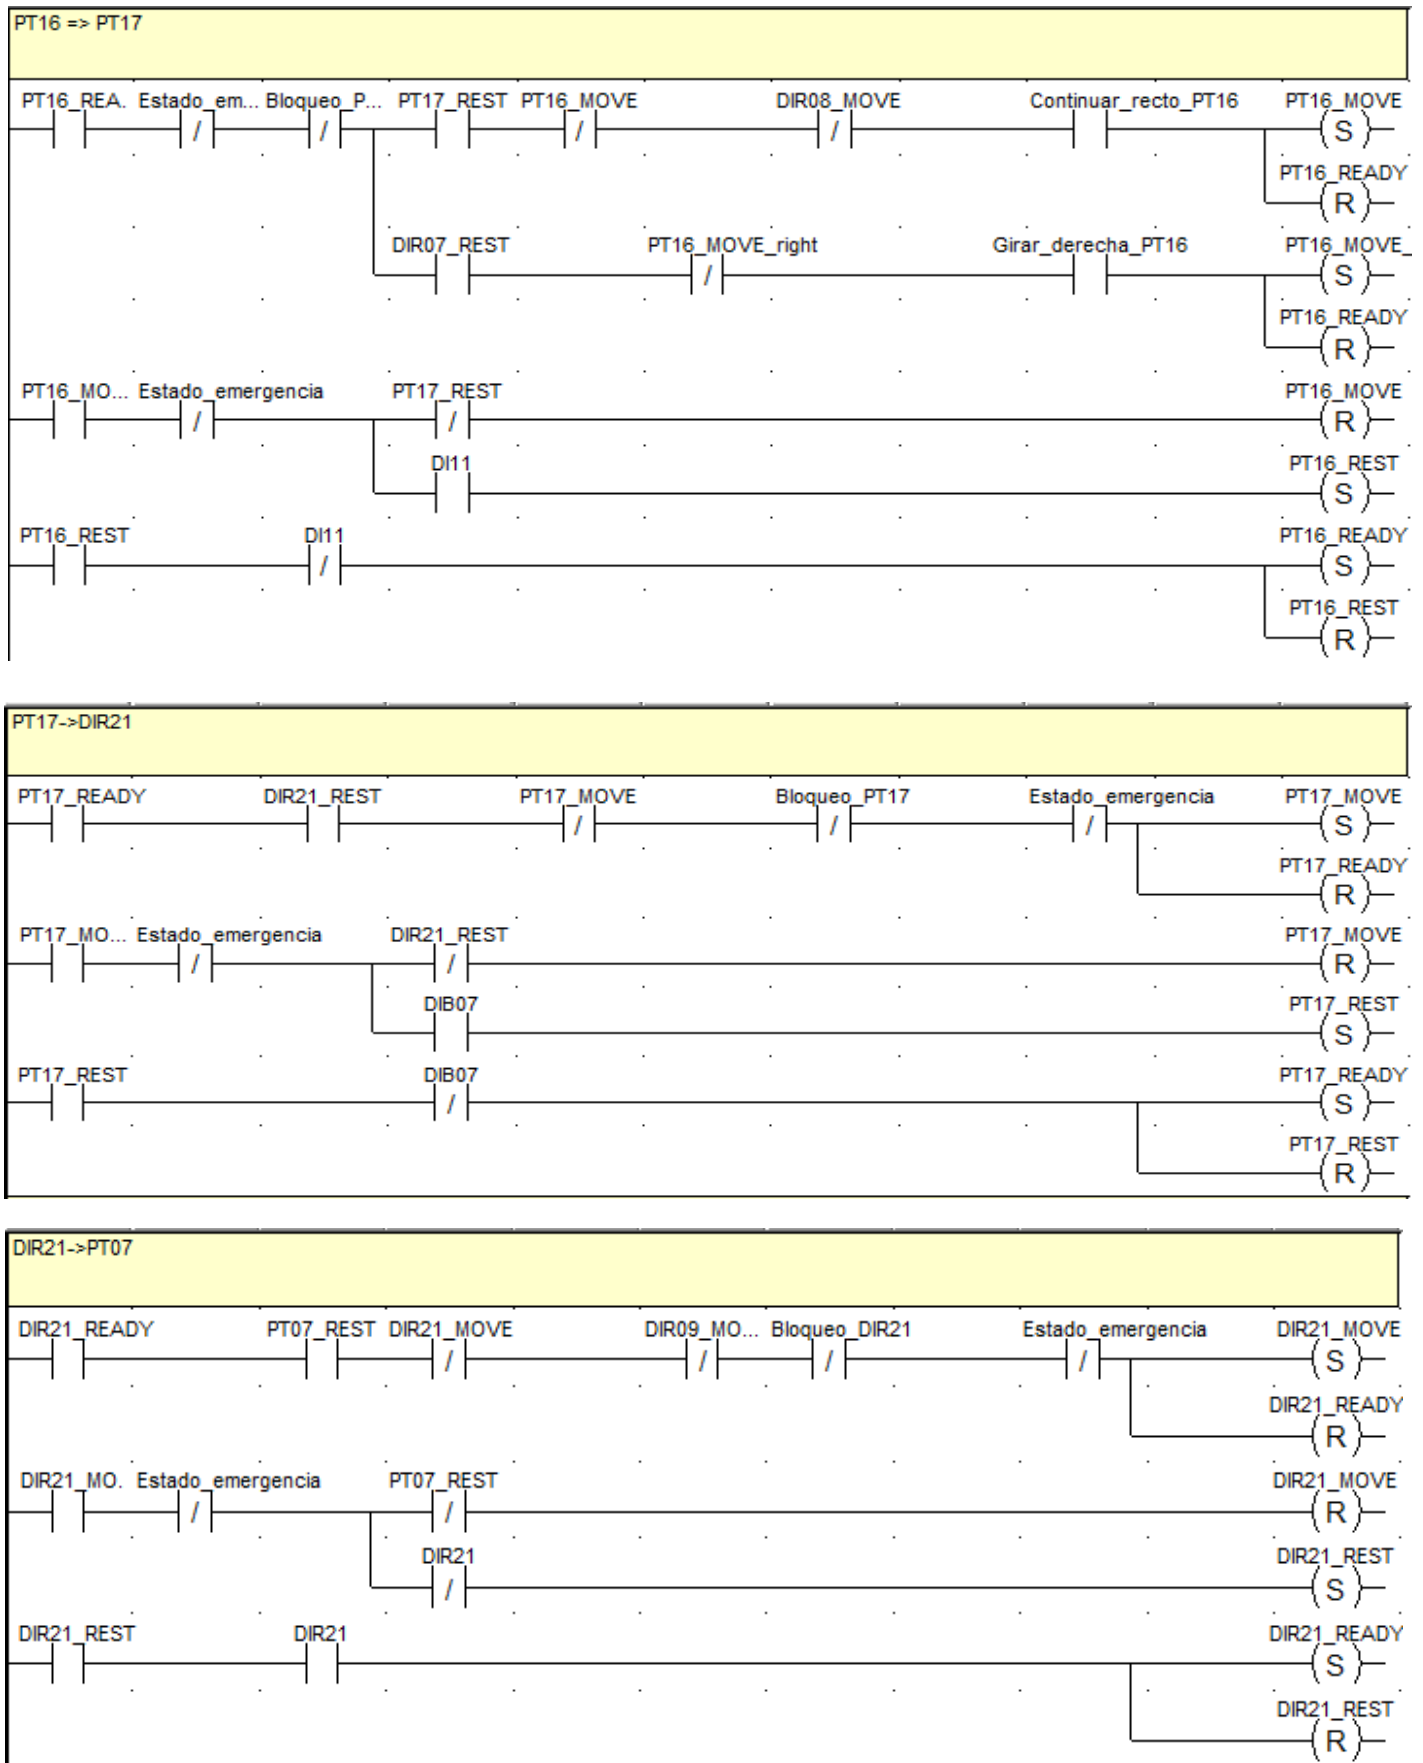 PT16 => PT17
PT16_REA. Estado_em... Bloqueo_P... PT17_REST PT16_MOVE DIR08_MOVE Continuar_recto_PT16 PT16_MOVE
/ / / / S
PT16_READY
R
DIR07_REST PT16_MOVE_right Girar_derecha_PT16 PT16_MOVE_
/ S
PT16_READY
R
PT16_MO... Estado_emergencia PT17_REST PT16_MOVE
/ / R
DI11 PT16_REST
S
PT16_REST DI11 PT16_READY
/ S
PT16_REST
R
PT17->DIR21
PT17_READY DIR21_REST PT17_MOVE Bloqueo_PT17 Estado_emergencia PT17_MOVE
/ / / S
PT17_READY
R
PT17_MO... Estado_emergencia DIR21_REST PT17_MOVE
/ / R
DIB07 PT17_REST
S
PT17_REST DIB07 PT17_READY
/ S
PT17_REST
R
DIR21->PT07
DIR21_READY PT07_REST DIR21_MOVE DIR09_MO... Bloqueo_DIR21 Estado_emergencia DIR21_MOVE
/ / / / S
DIR21_READY
R
DIR21_MO. Estado_emergencia PT07_REST DIR21_MOVE
/ / R
DIR21 DIR21_REST
/ S
DIR21_REST DIR21 DIR21_READY
S
DIR21_REST
R